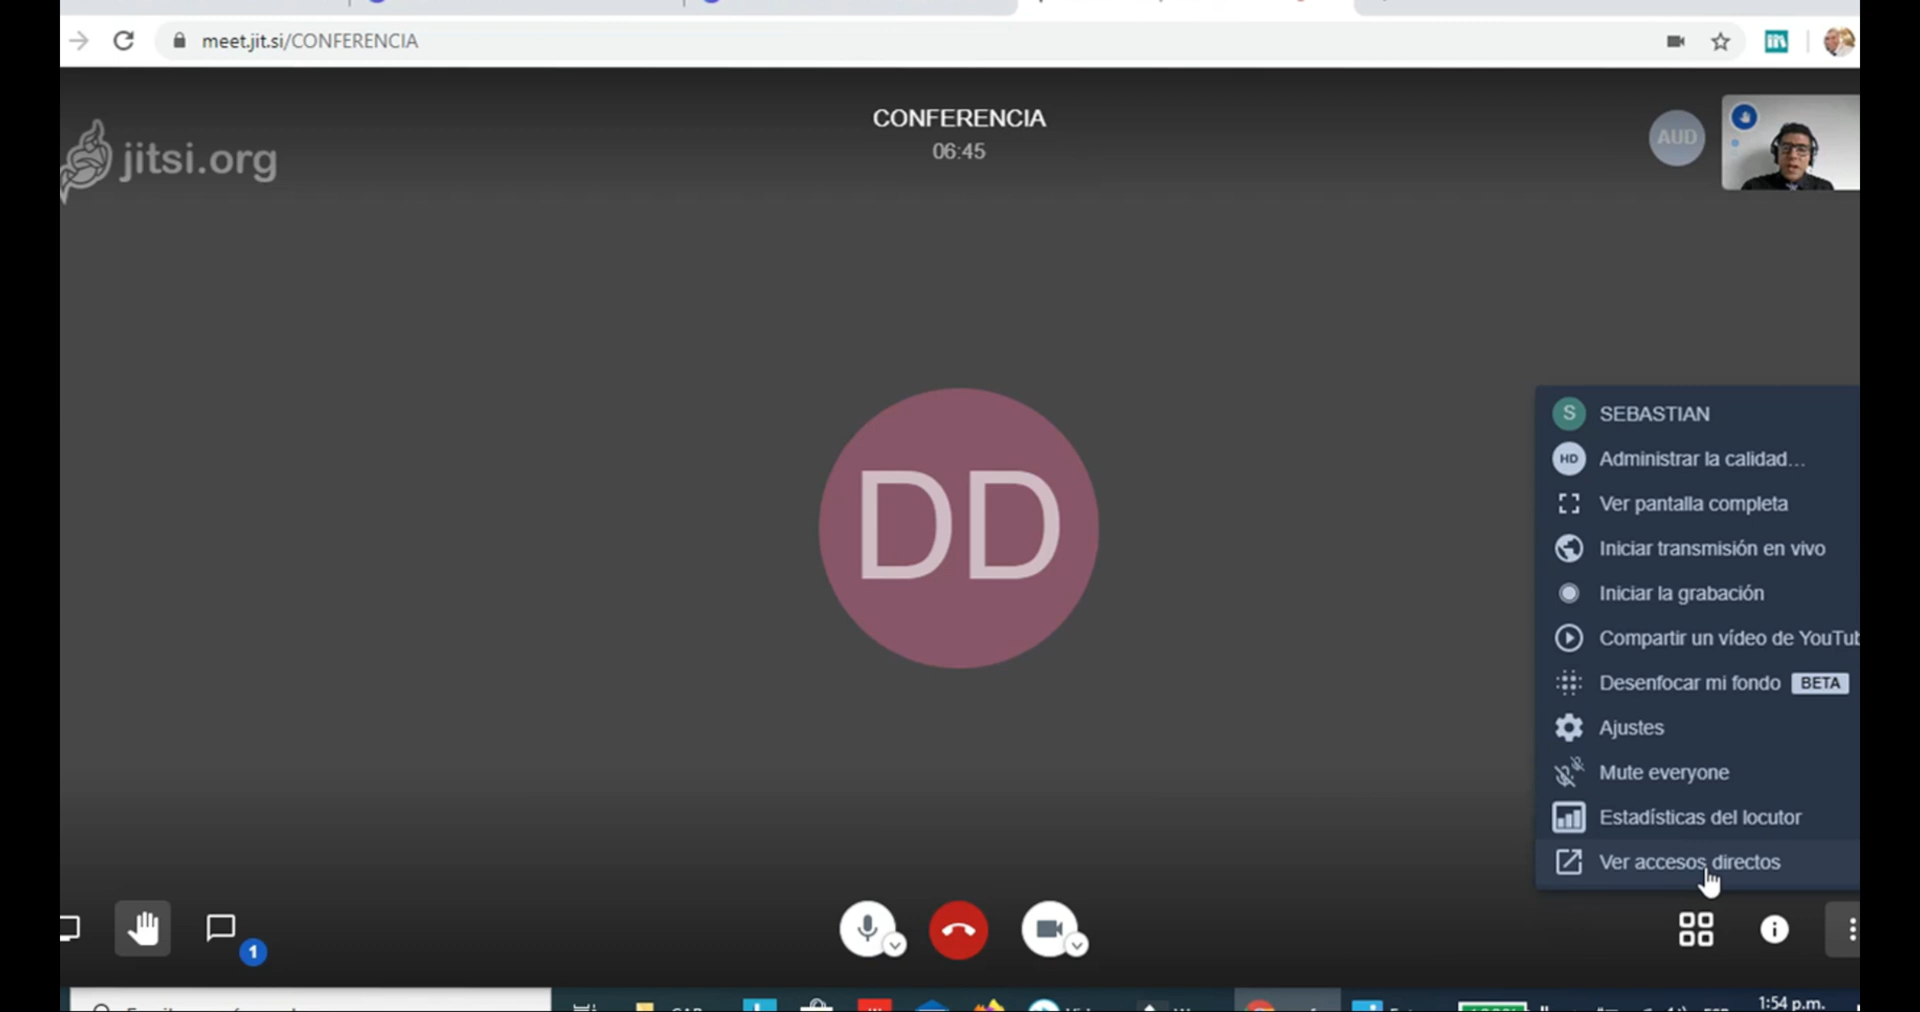 meet.jit.si/CONFERENCIA
CONFERENCIA
06:45
jitsi.org
AUD
DD
S SEBASTIAN
HD Administrar la calidad...
Ver pantalla completa
Iniciar transmisión en vivo
Iniciar la grabación
Compartir un vídeo de YouTub
Desenfocar mi fondo BETA
Ajustes
Mute everyone
Estadísticas del locutor
Ver accesos directos
1
1:54 p.m.